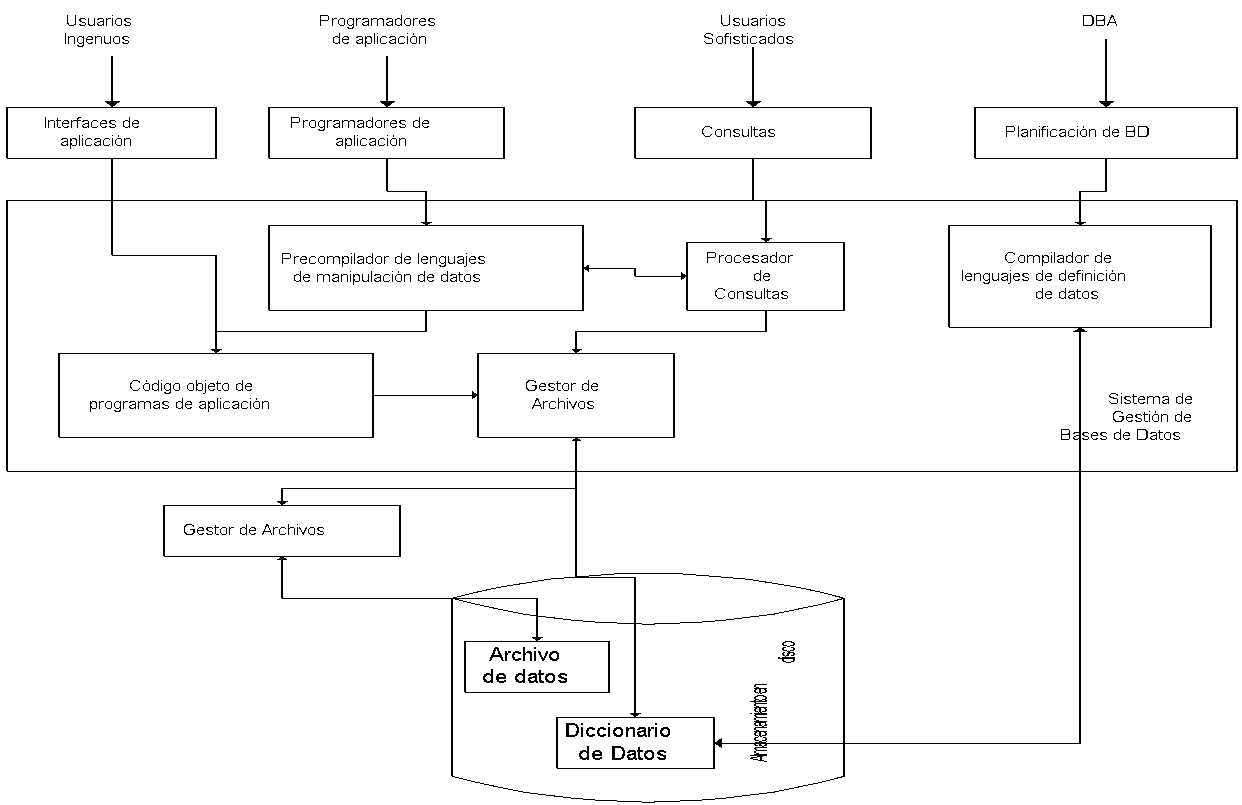 Usuarios
Ingenuos
Programadores
de aplicación
Usuarios
Sofisticados
DBA
Interfaces de
aplicación
Programadores de
aplicación
Consultas
Planificación de BD
Precompilador de lenguajes
de manipulación de datos
Procesador
de
Consultas
Compilador de
lenguajes de definición
de datos
Código objeto de
programas de aplicación
Gestor de
Archivos
Sistema de
Gestión de
Bases de Datos
Gestor de Archivos
Archivo
de datos
Diccionario
de Datos
Almacenamiento en
disco